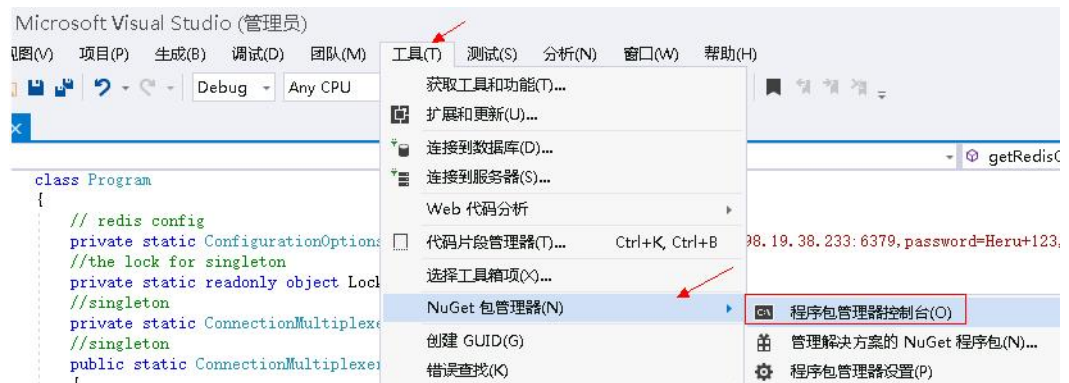 Microsoft Visual Studio (管理员)
视图(V) 项目(P) 生成(B) 调试(D) 团队(M) 工具(T) 测试(S) 分析(N) 窗口(W) 帮助(H)
Debug Any CPU
获取工具和功能(T)...
扩展和更新(U)...
连接到数据库(D)...
getRedisC
class Program
连接到服务器(S)...
{
Web 代码分析
// redis config
private static ConfigurationOptions
代码片段管理器(T)... Ctrl+K, Ctrl+B
98.19.38.233:6379,password=Heru+123,
//the lock for singleton
private static readonly object Lock
选择工具箱项(X)...
//singleton
NuGet 包管理器(N)
程序包管理器控制台(O)
private static ConnectionMultiplexe
//singleton
创建 GUID(G)
管理解决方案的 NuGet 程序包(N)...
public static ConnectionMultiplexer
错误查找(K)
程序包管理器设置(P)